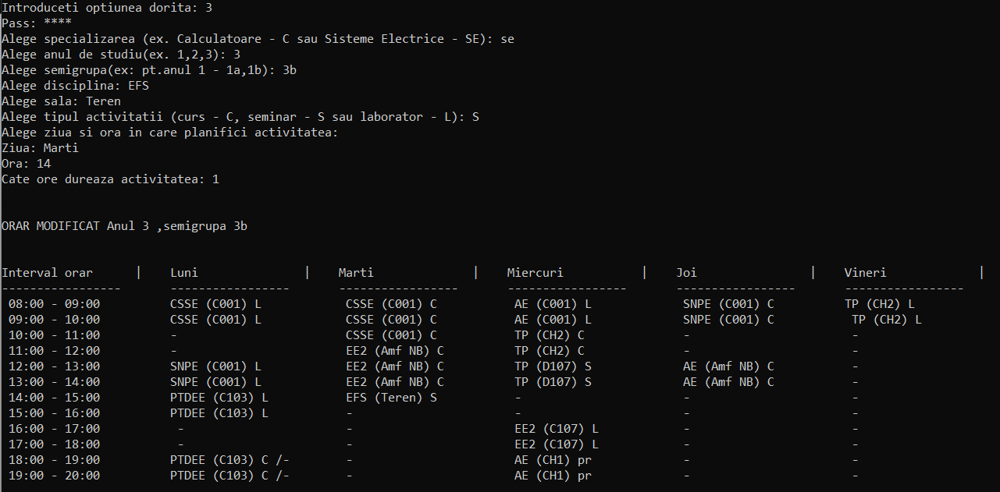 Introduceti optiunea dorita: 3
Pass: ****
Alege specializarea (ex. Calculatoare - C sau Sisteme Electrice - SE): se
Alege anul de studiu(ex. 1,2,3): 3
Alege semigrupa(ex: pt.anul 1 - 1a,1b): 3b
Alege disciplina: EFS
Alege sala: Teren
Alege tipul activitatii (curs - C, seminar - S sau laborator - L): S
Alege ziua si ora in care planifici activitatea:
Ziua: Marti
Ora: 14
Cate ore dureaza activitatea: 1
ORAR MODIFICAT Anul 3 ,semigrupa 3b
Interval orar      |    Luni               |    Marti              |    Miercuri           |    Joi                |    Vineri             |
-----------------       -----------------       -----------------       -----------------       -----------------       -----------------
 08:00 - 09:00          CSSE (C001) L            CSSE (C001) C           AE (C001) L             SNPE (C001) C          TP (CH2) L
 09:00 - 10:00          CSSE (C001) L            CSSE (C001) C           AE (C001) L             SNPE (C001) C           TP (CH2) L
 10:00 - 11:00          -                        CSSE (C001) C           TP (CH2) C              -                       -
 11:00 - 12:00          -                        EE2 (Amf NB) C          TP (CH2) C              -                       -
 12:00 - 13:00          SNPE (C001) L            EE2 (Amf NB) C          TP (D107) S             AE (Amf NB) C           -
 13:00 - 14:00          SNPE (C001) L            EE2 (Amf NB) C          TP (D107) S             AE (Amf NB) C           -
 14:00 - 15:00          PTDEE (C103) L           EFS (Teren) S           -                       -                       -
 15:00 - 16:00          PTDEE (C103) L           -                       -                       -                       -
 16:00 - 17:00           -                       -                       EE2 (C107) L            -                       -
 17:00 - 18:00           -                       -                       EE2 (C107) L            -                       -
 18:00 - 19:00          PTDEE (C103) C /-        -                       AE (CH1) pr             -                       -
 19:00 - 20:00          PTDEE (C103) C /-        -                       AE (CH1) pr             -                       -